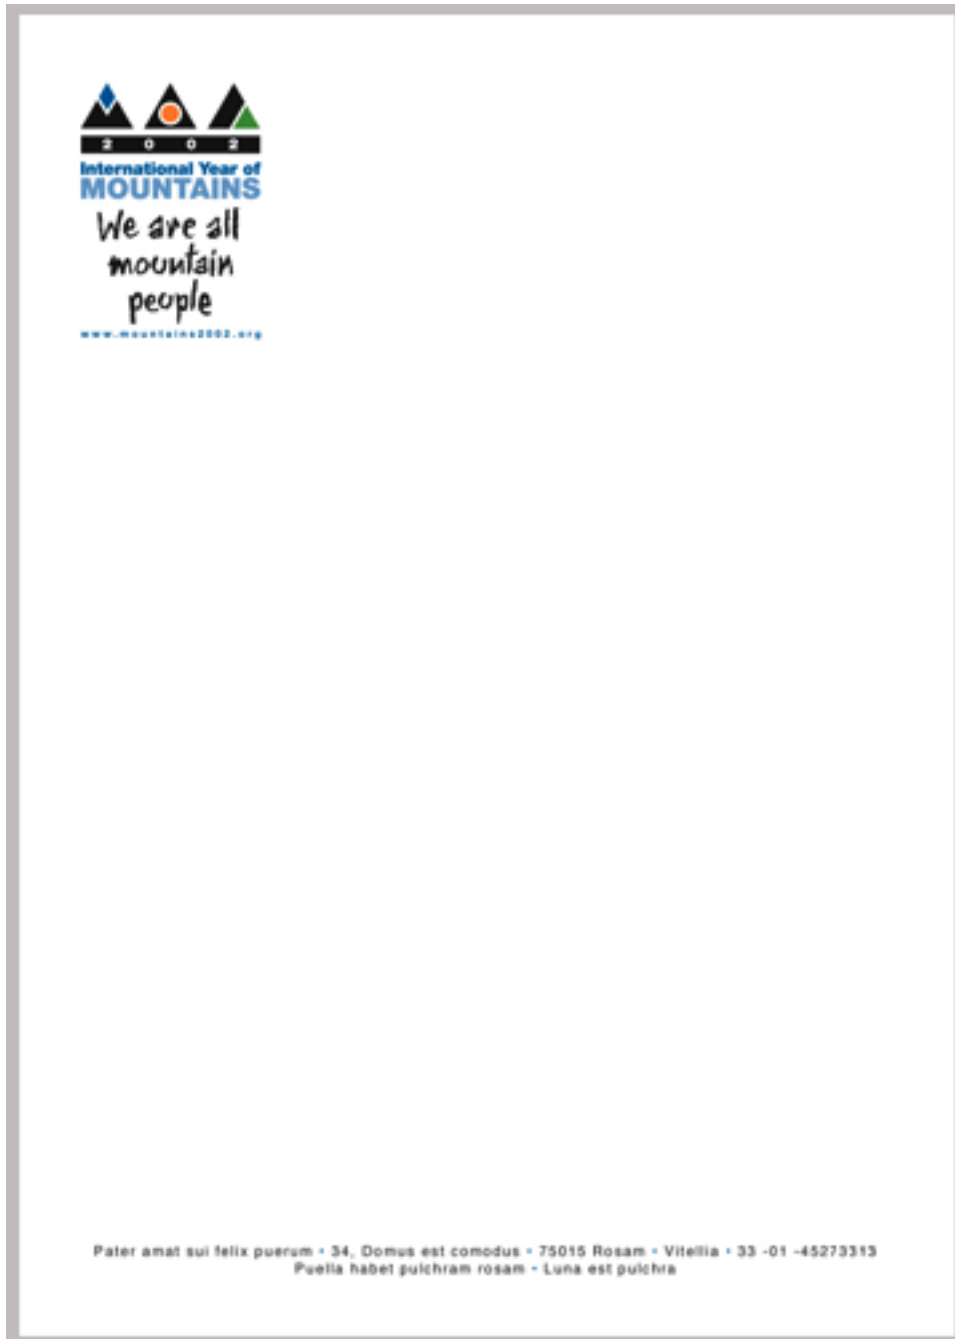 2 0 0 2
International Year of
MOUNTAINS
We are all
mountain
people
www.mountains2002.org
Pater amat sui felix puerum • 34, Domus est comodus • 75015 Rosam • Vitellia • 33 -01 -45273313
Puella habet pulchram rosam • Luna est pulchra